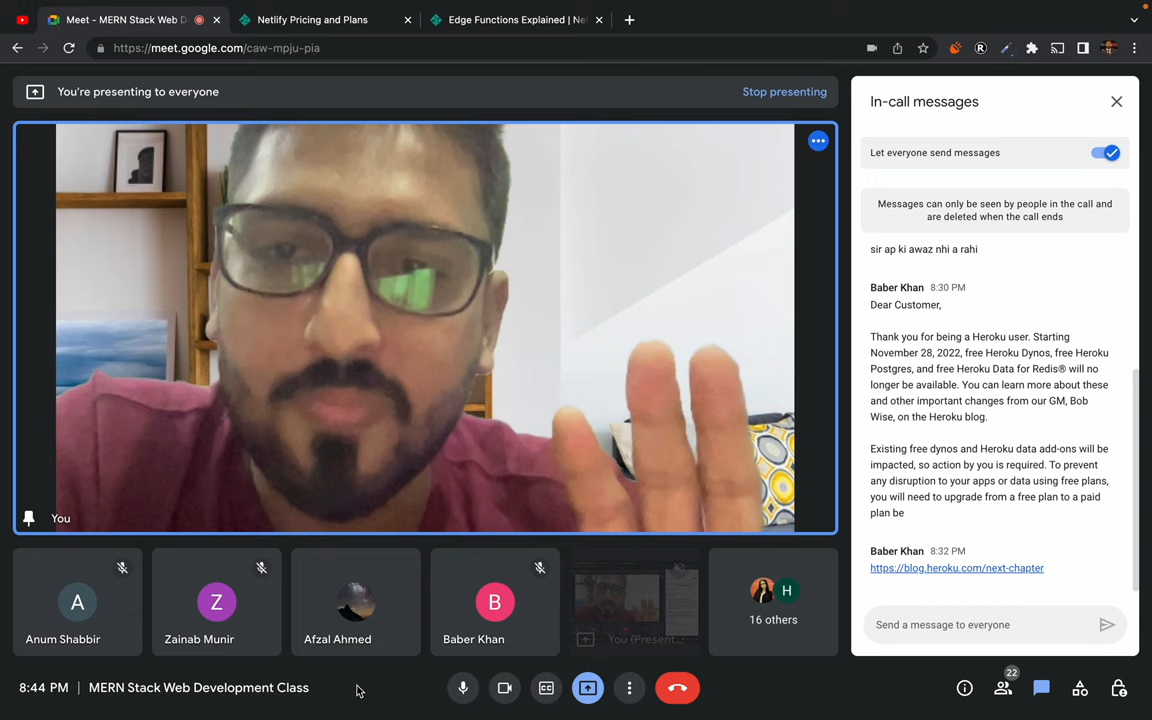 Meet - MERN Stack Web D
Netlify Pricing and Plans
Edge Functions Explained | Ne
https://meet.google.com/caw-mpju-pia
You're presenting to everyone
Stop presenting
You
A
Anum Shabbir
Z
Zainab Munir
Afzal Ahmed
B
Baber Khan
You (Present...
H
16 others
In-call messages
Let everyone send messages
Messages can only be seen by people in the call and
are deleted when the call ends
sir ap ki awaz nhi a rahi
Baber Khan 8:30 PM
Dear Customer,
Thank you for being a Heroku user. Starting
November 28, 2022, free Heroku Dynos, free Heroku
Postgres, and free Heroku Data for Redis® will no
longer be available. You can learn more about these
and other important changes from our GM, Bob
Wise, on the Heroku blog.
Existing free dynos and Heroku data add-ons will be
impacted, so action by you is required. To prevent
any disruption to your apps or data using free plans,
you will need to upgrade from a free plan to a paid
plan be
Baber Khan 8:32 PM
https://blog.heroku.com/next-chapter
Send a message to everyone
8:44 PM | MERN Stack Web Development Class
22